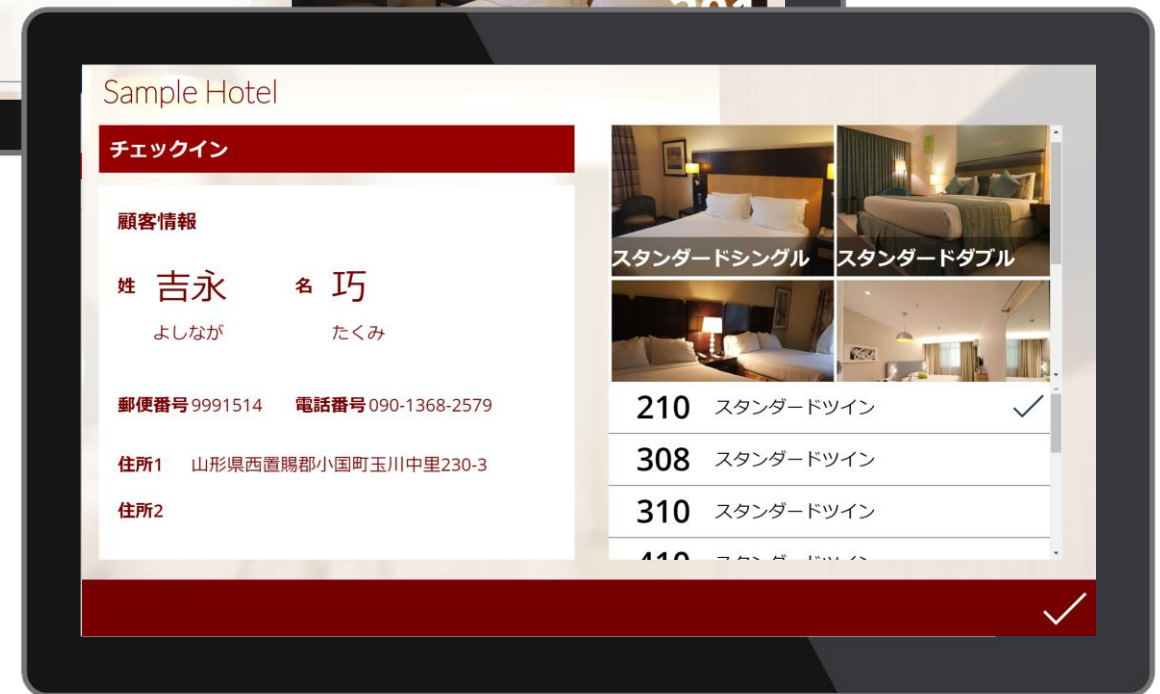 Sample Hotel
チェックイン
顧客情報
姓 吉永 名 巧
よしなが たくみ
郵便番号 9991514 電話番号 090-1368-2579
住所1 山形県西置賜郡小国町玉川中里230-3
住所2
スタンダードシングル スタンダードダブル
210 スタンダードツイン
308 スタンダードツイン
310 スタンダードツイン